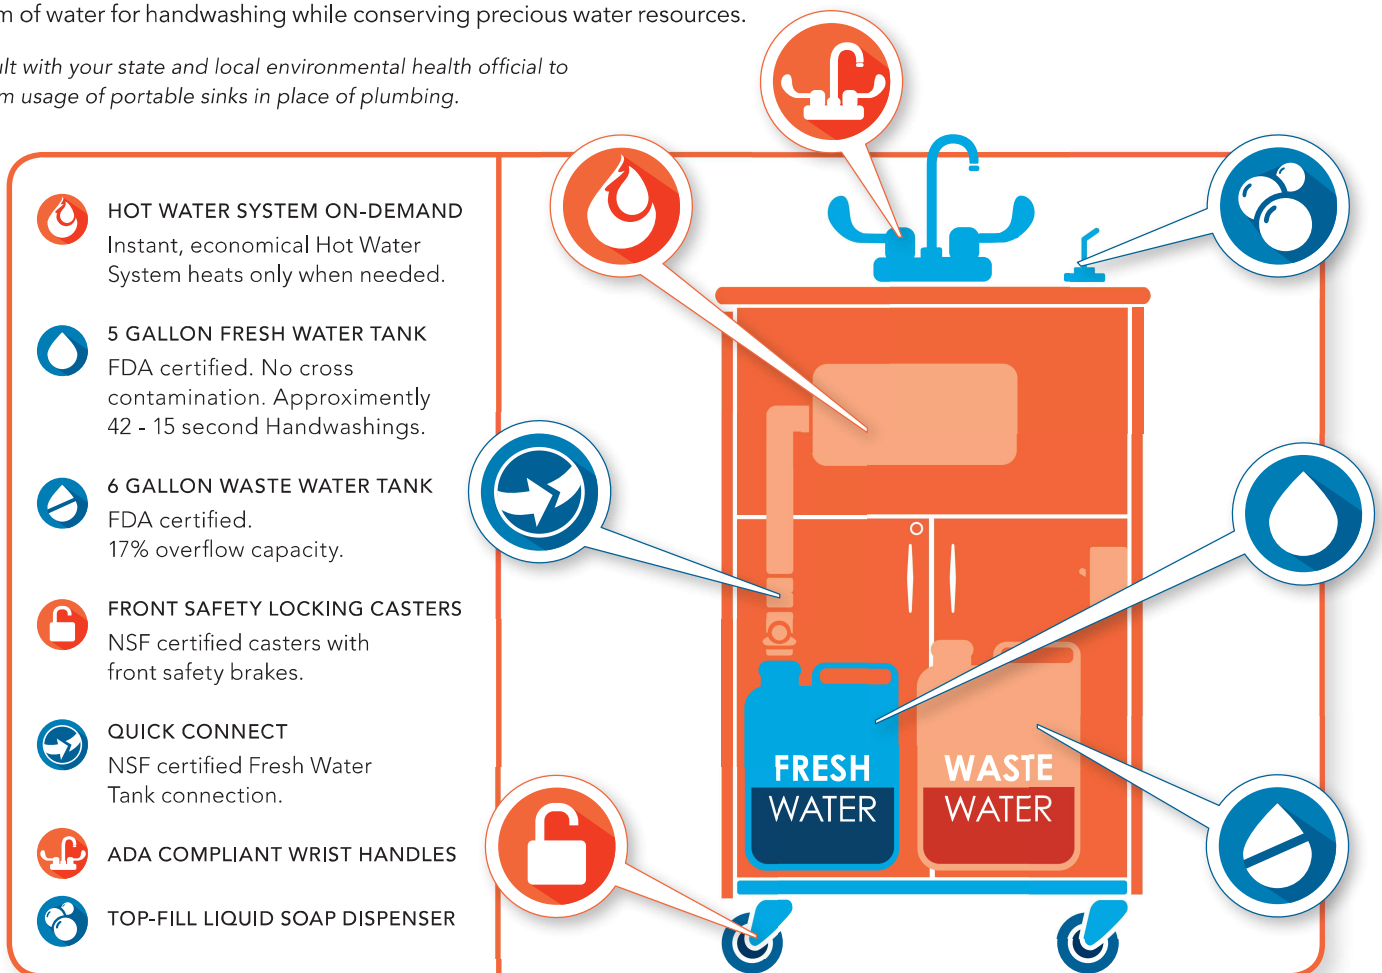 m of water for handwashing while conserving precious water resources.
ult with your state and local environmental health official to
m usage of portable sinks in place of plumbing.
HOT WATER SYSTEM ON-DEMAND
Instant, economical Hot Water
System heats only when needed.
5 GALLON FRESH WATER TANK
FDA certified. No cross
contamination. Approximently
42 - 15 second Handwashings.
6 GALLON WASTE WATER TANK
FDA certified.
17% overflow capacity.
FRONT SAFETY LOCKING CASTERS
NSF certified casters with
front safety brakes.
QUICK CONNECT
NSF certified Fresh Water
Tank connection.
ADA COMPLIANT WRIST HANDLES
TOP-FILL LIQUID SOAP DISPENSER
FRESH
WATER
WASTE
WATER